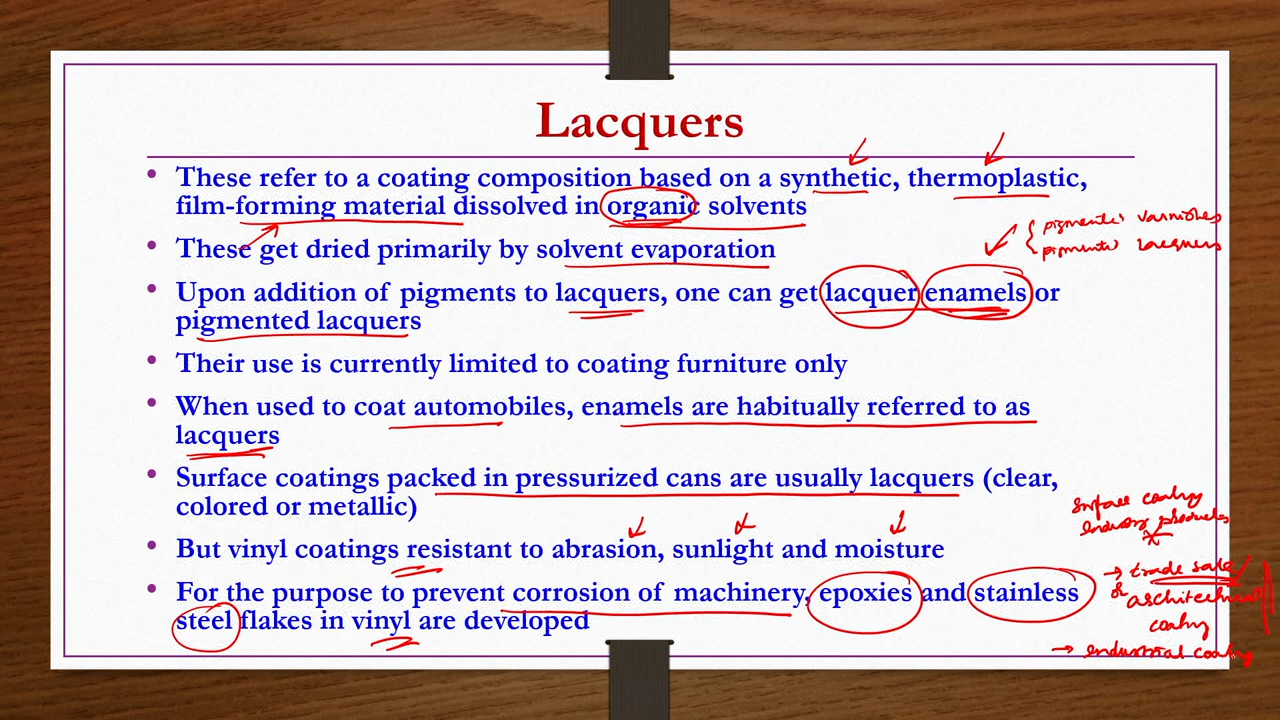 Lacquers
• These refer to a coating composition based on a synthetic, thermoplastic,
film-forming material dissolved in organic solvents
• These get dried primarily by solvent evaporation
pigmented varnishes
pigmented lacquers
• Upon addition of pigments to lacquers, one can get lacquer enamels or
pigmented lacquers
• Their use is currently limited to coating furniture only
• When used to coat automobiles, enamels are habitually referred to as
lacquers
• Surface coatings packed in pressurized cans are usually lacquers (clear,
colored or metallic)
• But vinyl coatings resistant to abrasion, sunlight and moisture
• For the purpose to prevent corrosion of machinery, epoxies and stainless
steel flakes in vinyl are developed
surface coating
industry products
→ trade sale
& architectural
coating
→ industrial coating